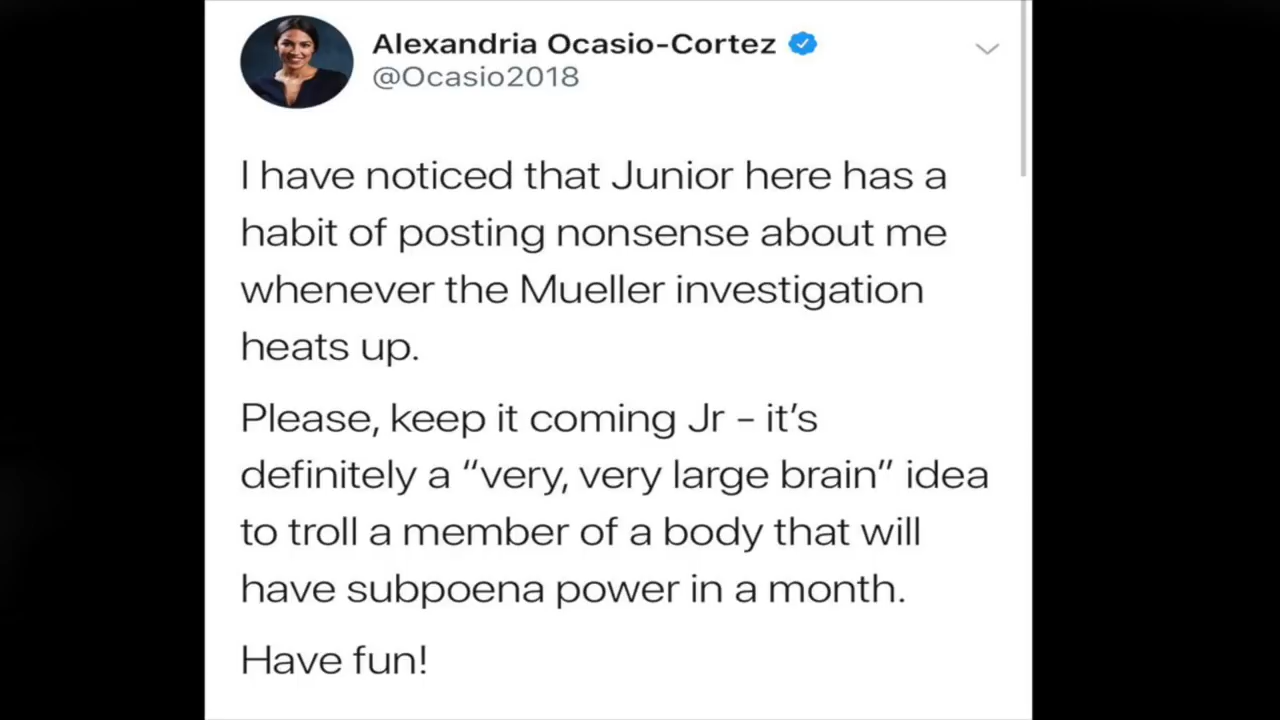 Alexandria Ocasio-Cortez
@Ocasio2018
I have noticed that Junior here has a
habit of posting nonsense about me
whenever the Mueller investigation
heats up.
Please, keep it coming Jr – it’s
definitely a “very, very large brain” idea
to troll a member of a body that will
have subpoena power in a month.
Have fun!